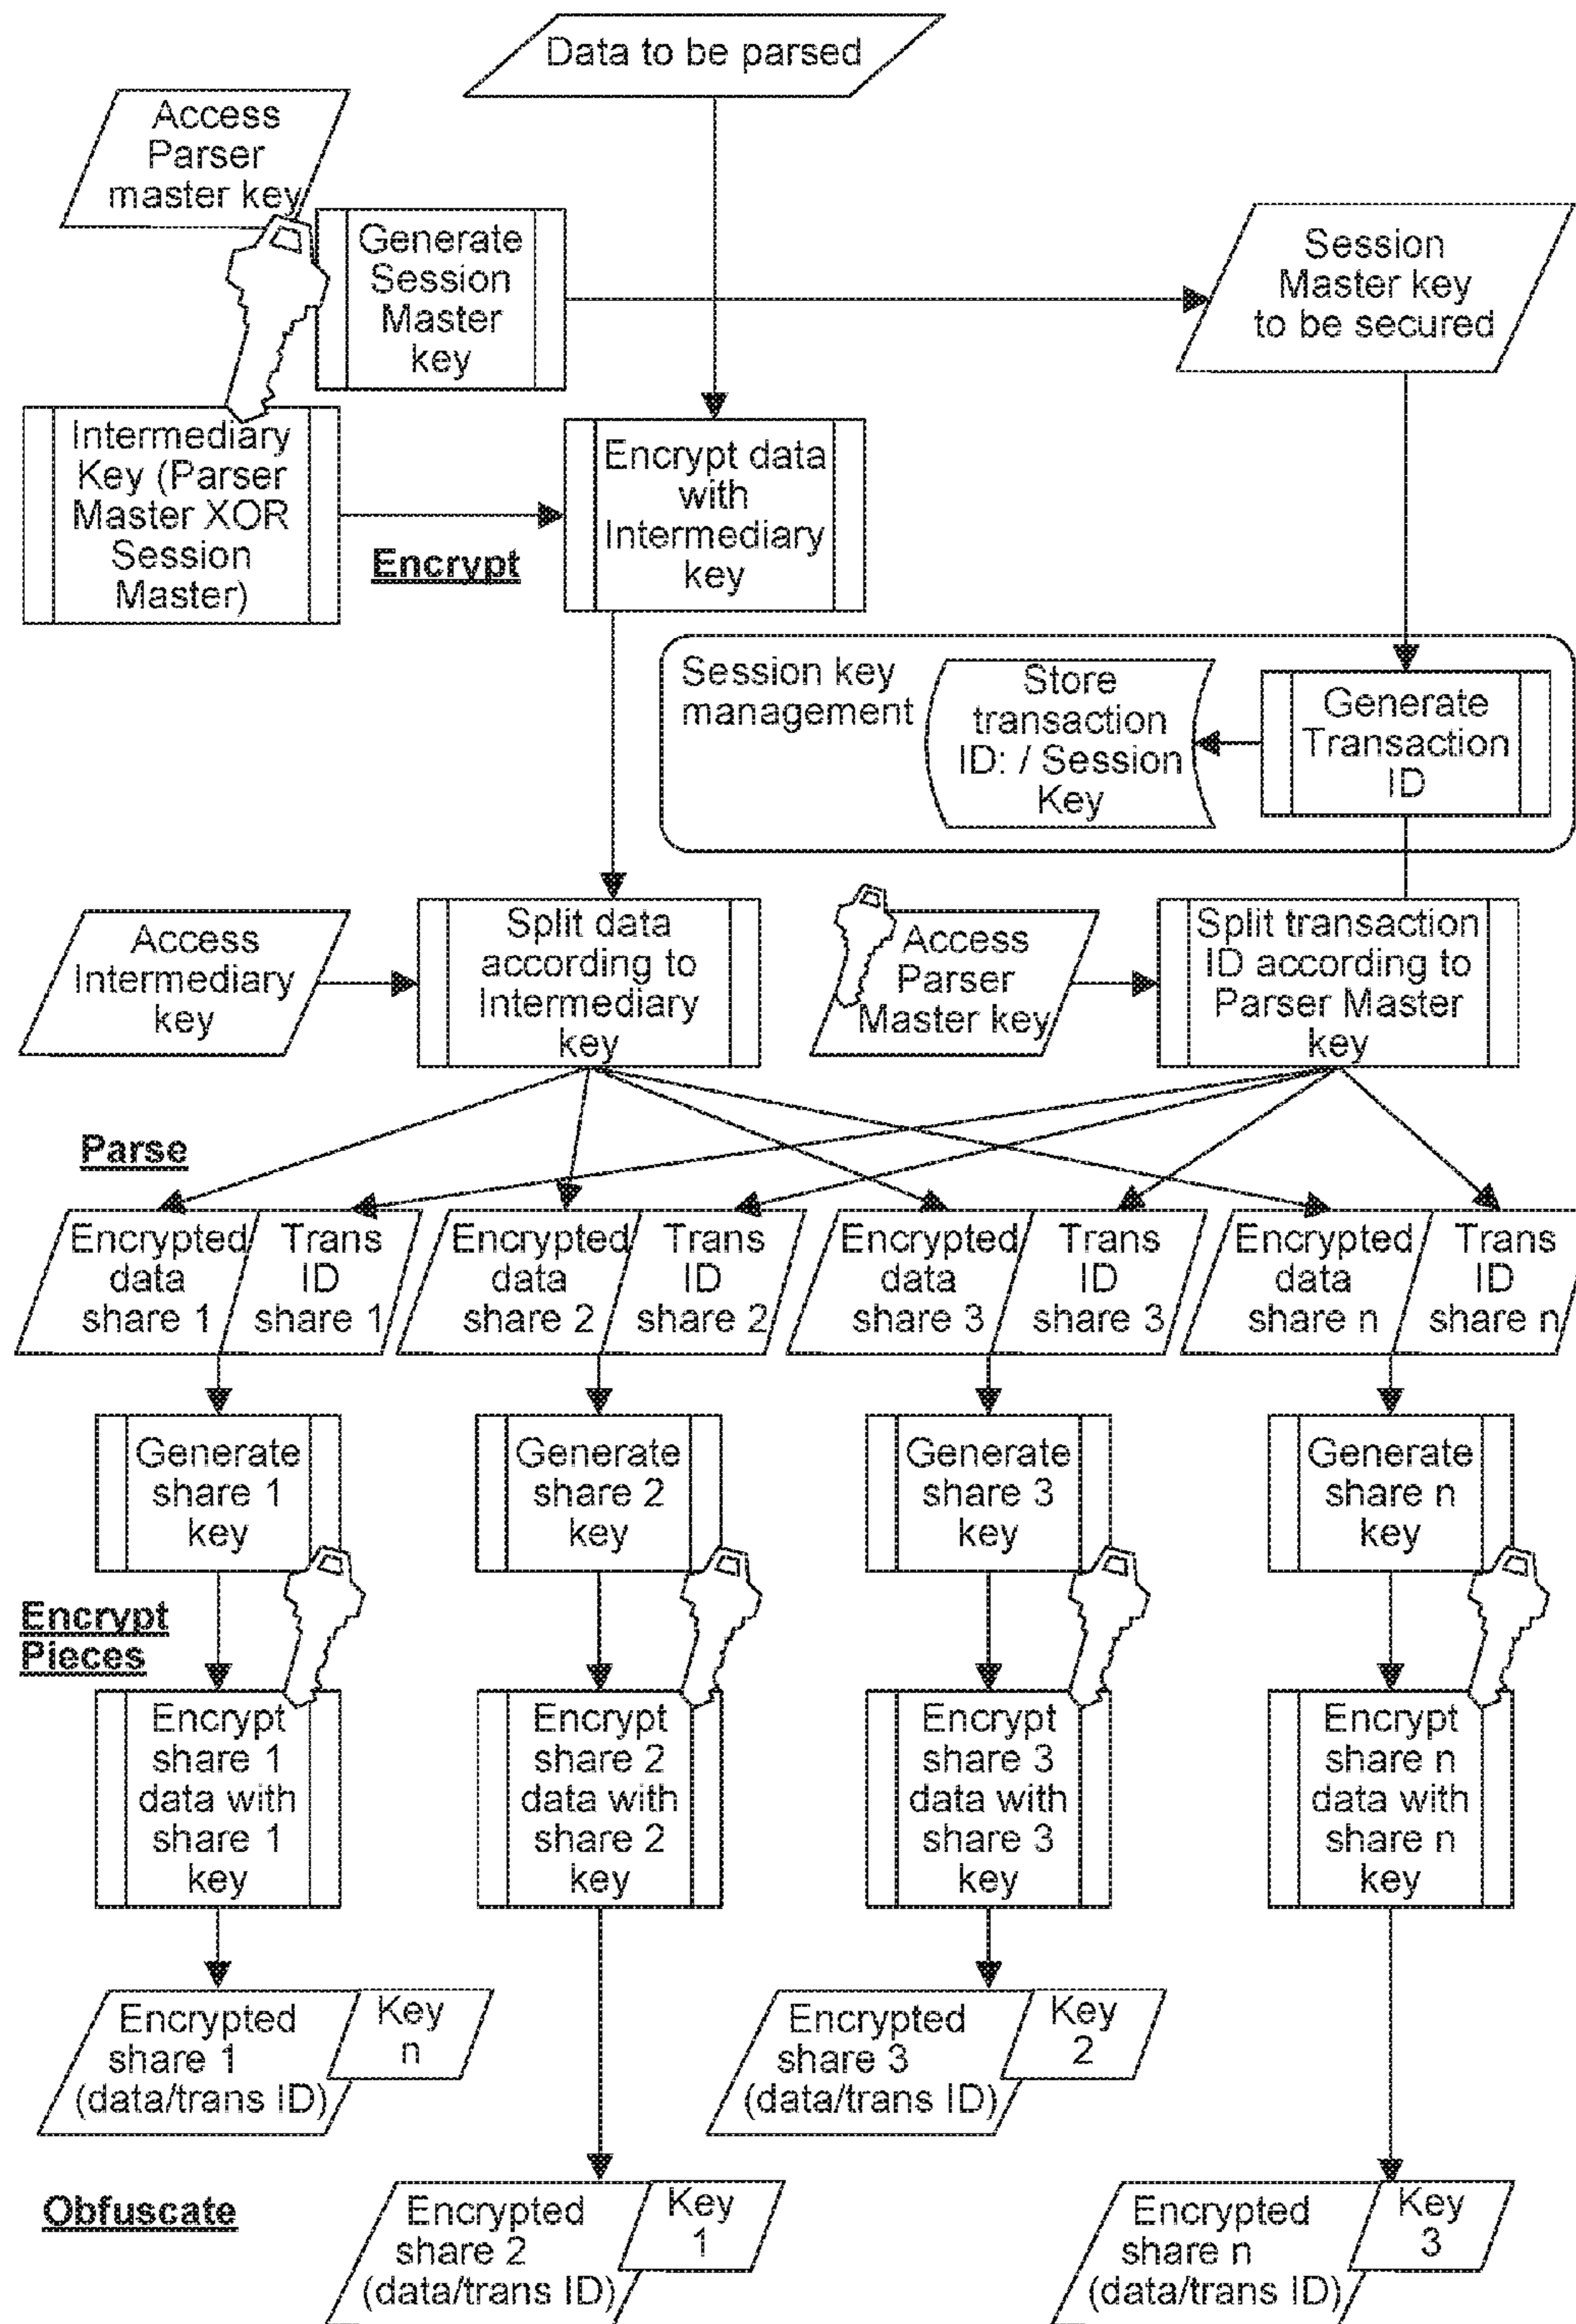 Data to be parsed
Access
Parser
master key
Generate
Session
Master
key
Session
Master key
to be secured
Intermediary
Key (Parser
Master XOR
Session
Master)
Encrypt
Encrypt data
with
Intermediary
key
Session key
management
Store
transaction
ID: / Session
Key
Generate
Transaction
ID
Access
Intermediary
key
Split data
according to
Intermediary
key
Access
Parser
Master key
Split transaction
ID according to
Parser Master
key
Parse
Encrypted
data
share 1
Trans
ID
share 1
Encrypted
data
share 2
Trans
ID
share 2
Encrypted
data
share 3
Trans
ID
share 3
Encrypted
data
share n
Trans
ID
share n
Generate
share 1
key
Generate
share 2
key
Generate
share 3
key
Generate
share n
key
Encrypt
Pieces
Encrypt
share 1
data with
share 1
key
Encrypt
share 2
data with
share 2
key
Encrypt
share 3
data with
share 3
key
Encrypt
share n
data with
share n
key
Encrypted
share 1
(data/trans ID)
Key
n
Encrypted
share 3
(data/trans ID)
Key
2
Obfuscate
Encrypted
share 2
(data/trans ID)
Key
1
Encrypted
share n
(data/trans ID)
Key
3